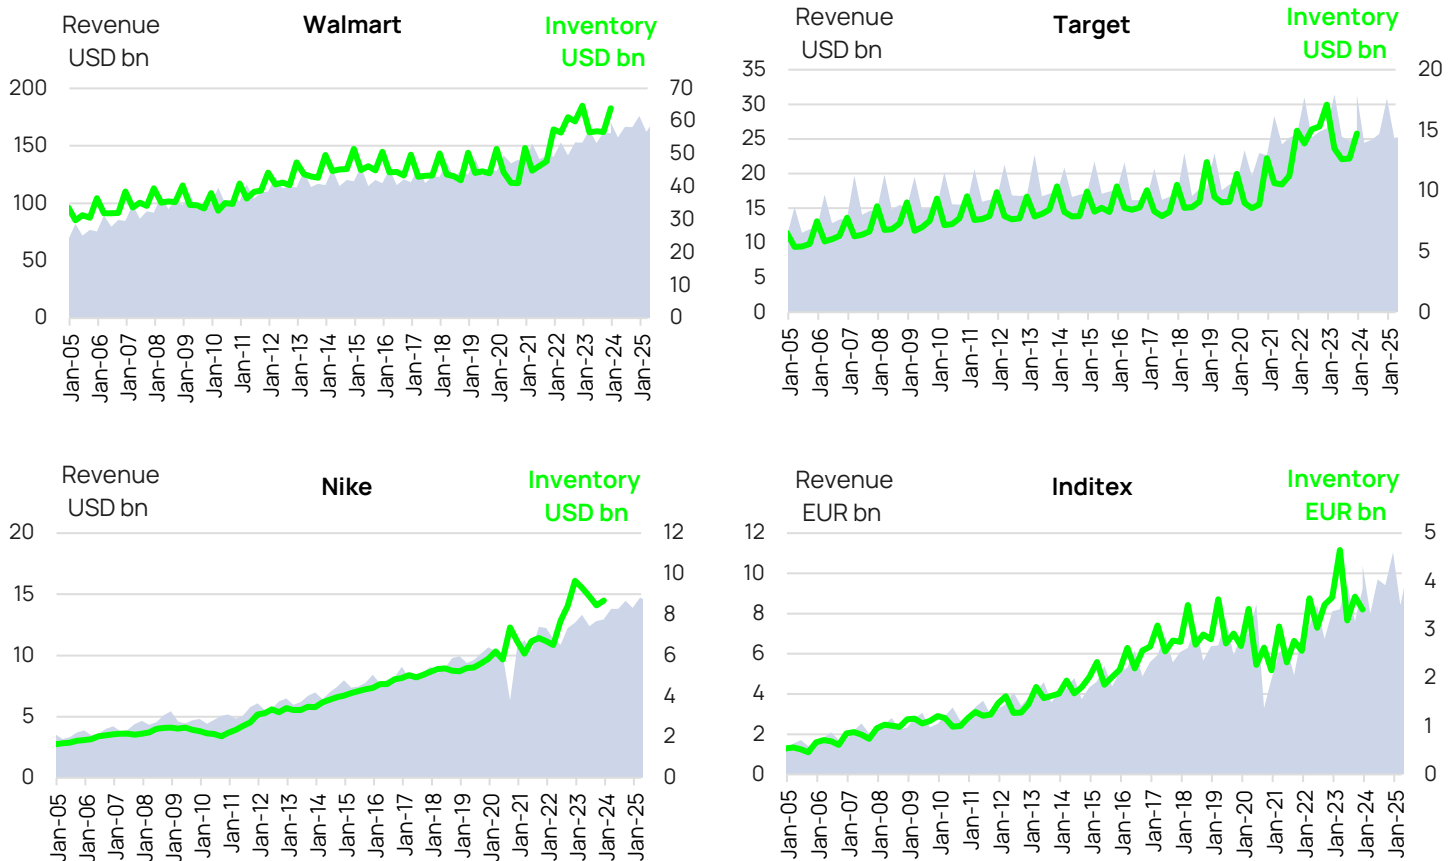 Revenue
USD bn
Walmart
Inventory
USD bn
200
150
100
50
0
70
60
50
40
30
20
10
0
Jan-05
Jan-06
Jan-07
Jan-08
Jan-09
Jan-10
Jan-11
Jan-12
Jan-13
Jan-14
Jan-15
Jan-16
Jan-17
Jan-18
Jan-19
Jan-20
Jan-21
Jan-22
Jan-23
Jan-24
Jan-25
Revenue
USD bn
Target
Inventory
USD bn
35
30
25
20
15
10
5
0
20
15
10
5
0
Jan-05
Jan-06
Jan-07
Jan-08
Jan-09
Jan-10
Jan-11
Jan-12
Jan-13
Jan-14
Jan-15
Jan-16
Jan-17
Jan-18
Jan-19
Jan-20
Jan-21
Jan-22
Jan-23
Jan-24
Jan-25
Revenue
USD bn
Nike
Inventory
USD bn
20
15
10
5
0
12
10
8
6
4
2
0
Jan-05
Jan-06
Jan-07
Jan-08
Jan-09
Jan-10
Jan-11
Jan-12
Jan-13
Jan-14
Jan-15
Jan-16
Jan-17
Jan-18
Jan-19
Jan-20
Jan-21
Jan-22
Jan-23
Jan-24
Jan-25
Revenue
EUR bn
Inditex
Inventory
EUR bn
12
10
8
6
4
2
0
5
4
3
2
1
0
Jan-05
Jan-06
Jan-07
Jan-08
Jan-09
Jan-10
Jan-11
Jan-12
Jan-13
Jan-14
Jan-15
Jan-16
Jan-17
Jan-18
Jan-19
Jan-20
Jan-21
Jan-22
Jan-23
Jan-24
Jan-25